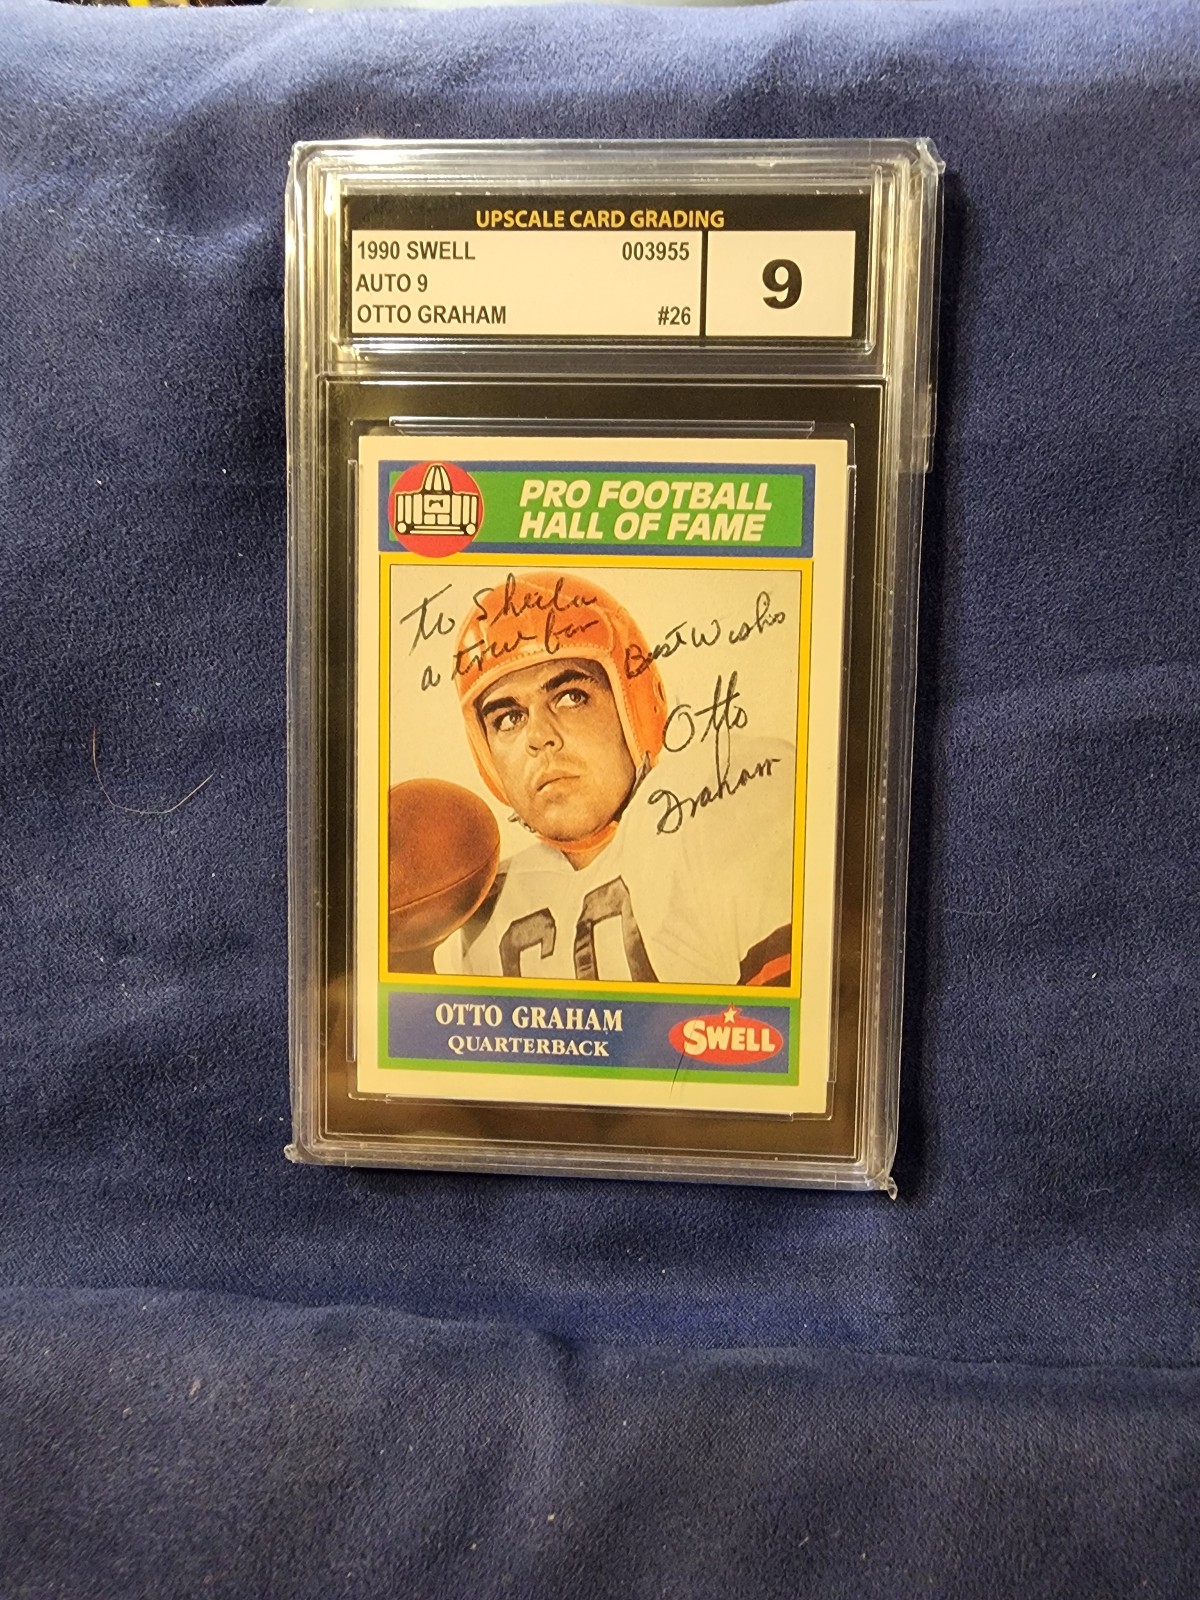 UPSCALE CARD GRADING
1990 SWELL 003955
AUTO 9
OTTO GRAHAM #26
9
PRO FOOTBALL
HALL OF FAME
To Sheila
a true fan
Best Wishes
Otto
Graham
60
OTTO GRAHAM
QUARTERBACK
SWELL